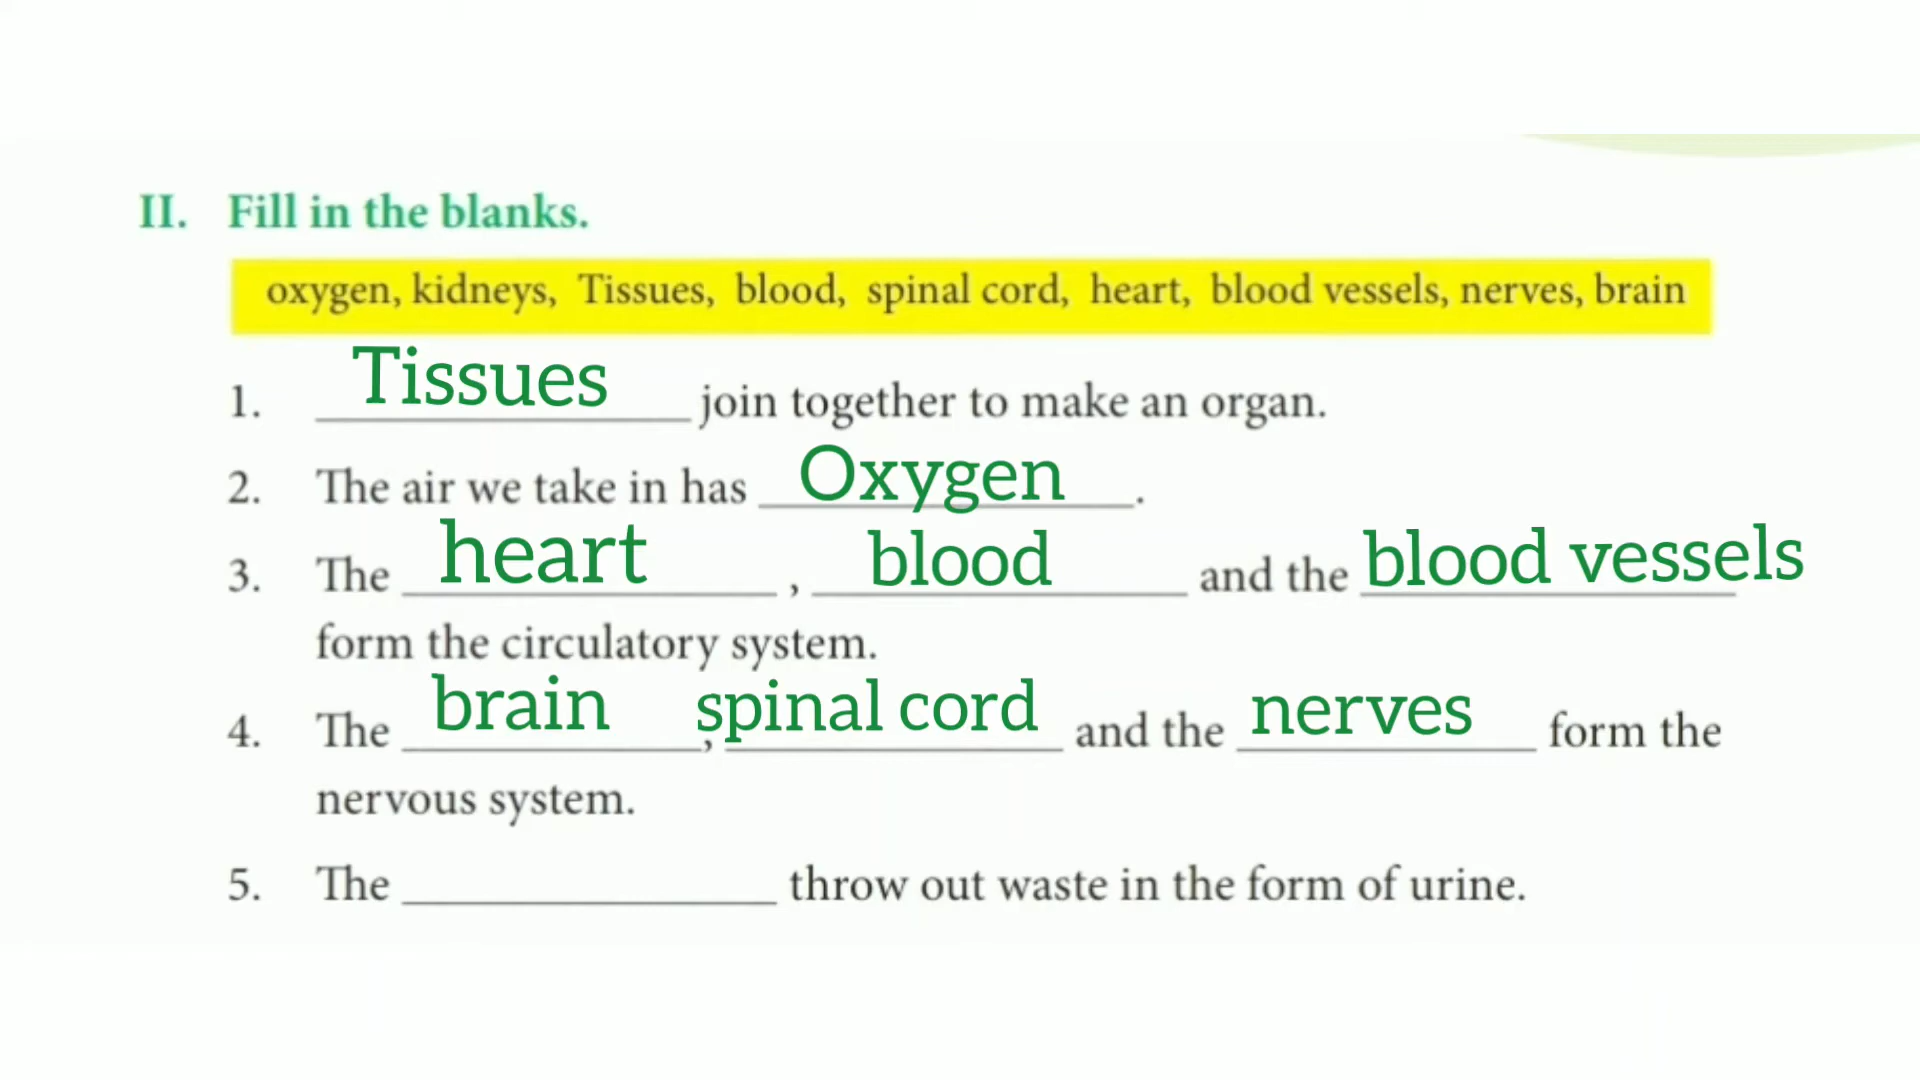 II. Fill in the blanks.
oxygen, kidneys, Tissues, blood, spinal cord, heart, blood vessels, nerves, brain
1. Tissues join together to make an organ.
2. The air we take in has Oxygen.
3. The heart, blood and the blood vessels
form the circulatory system.
4. The brain, spinal cord and the nerves form the
nervous system.
5. The ________ throw out waste in the form of urine.